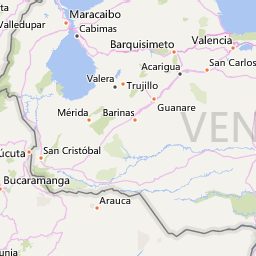 Maracaibo
Valledupar
Cabimas
Barquisimeto
Valencia
Acarigua
San Carlos
Valera
Trujillo
Guanare
Mérida
Barinas
VEN
Cúcuta
San Cristóbal
Bucaramanga
Arauca